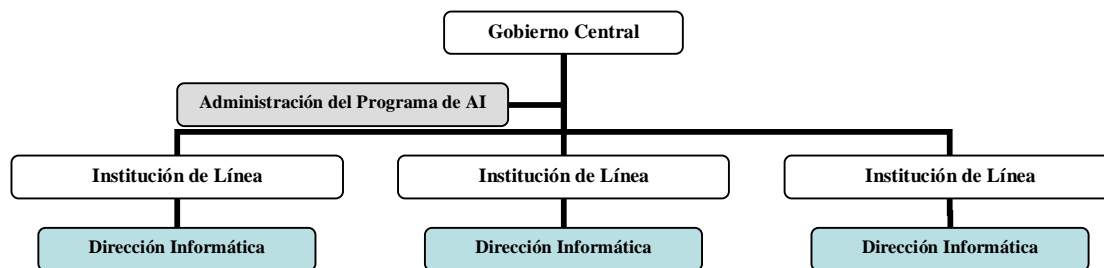 Gobierno Central
Administración del Programa de AI
Institución de Línea
Institución de Línea
Institución de Línea
Dirección Informática
Dirección Informática
Dirección Informática